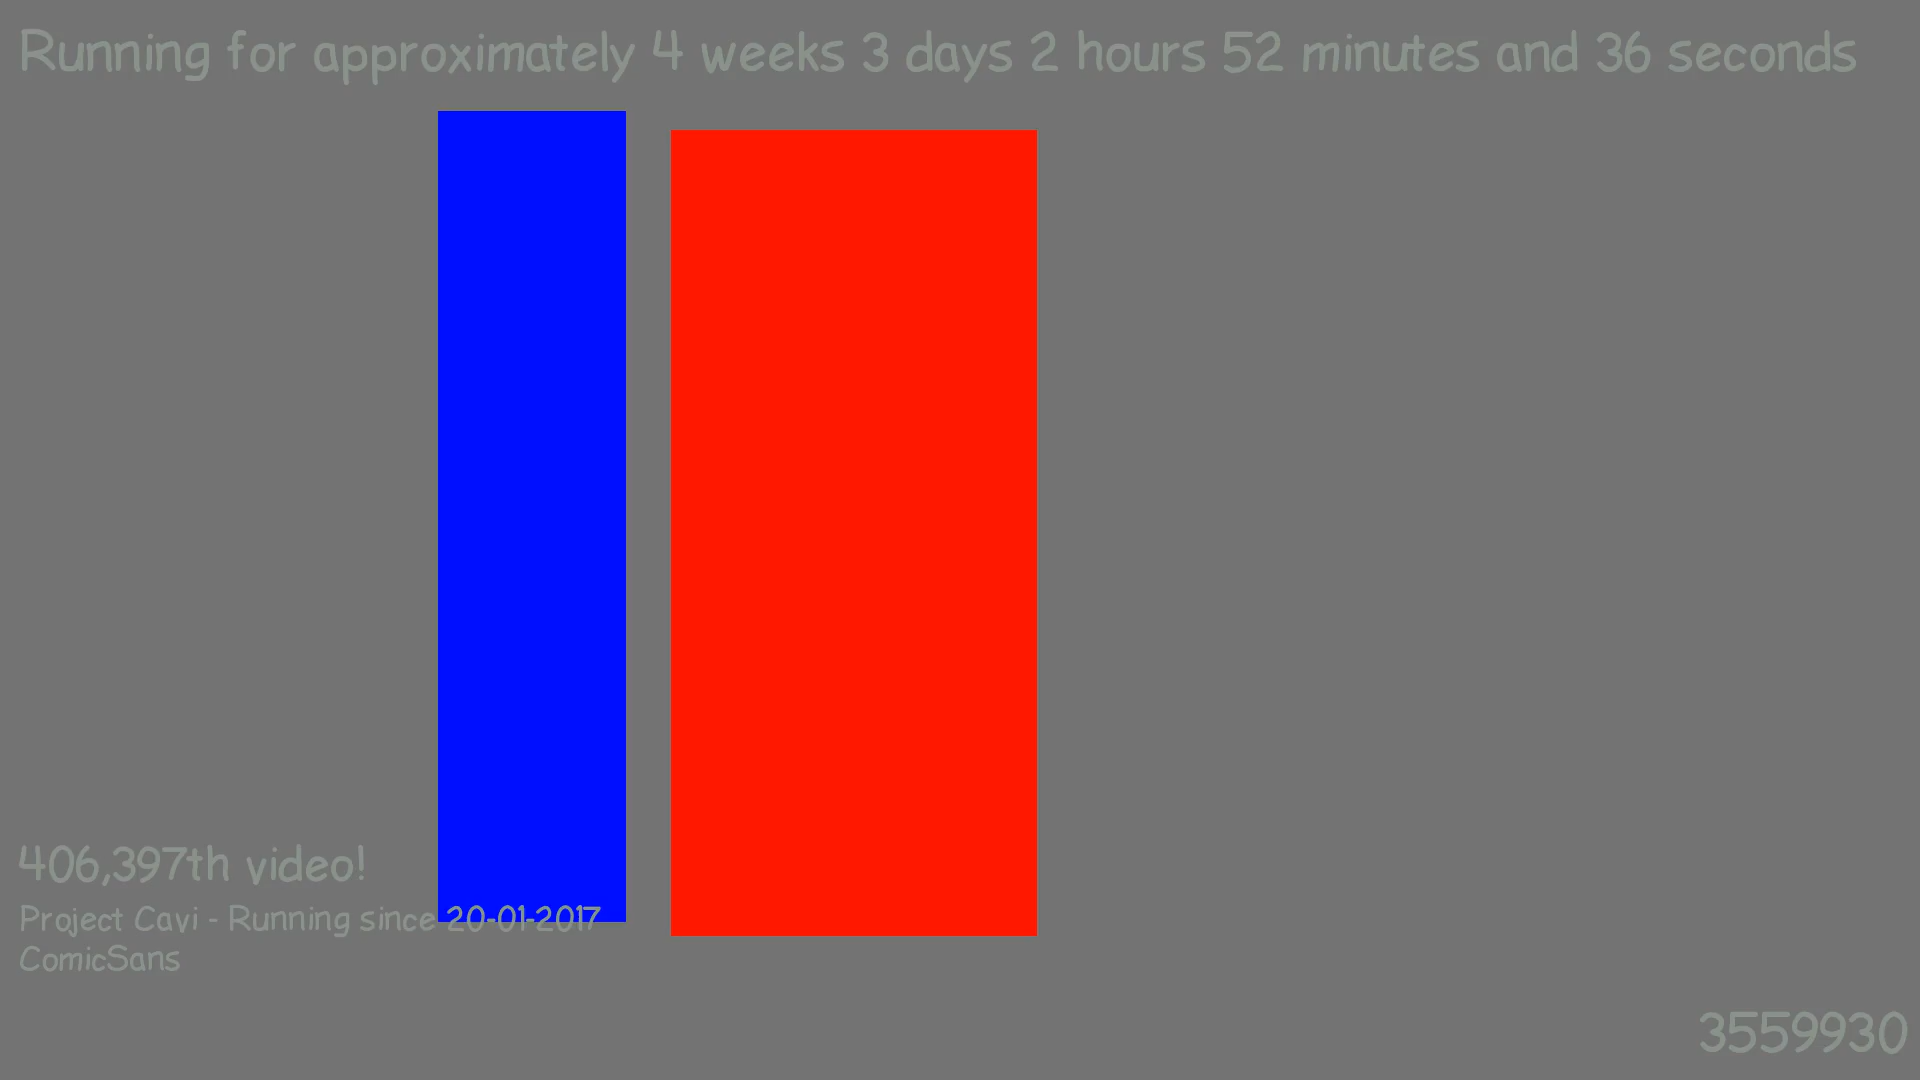 Running for approximately 4 weeks 3 days 2 hours 52 minutes and 36 seconds
406,397th video!
Project Cavi - Running since 20-01-2017
ComicSans
3559930